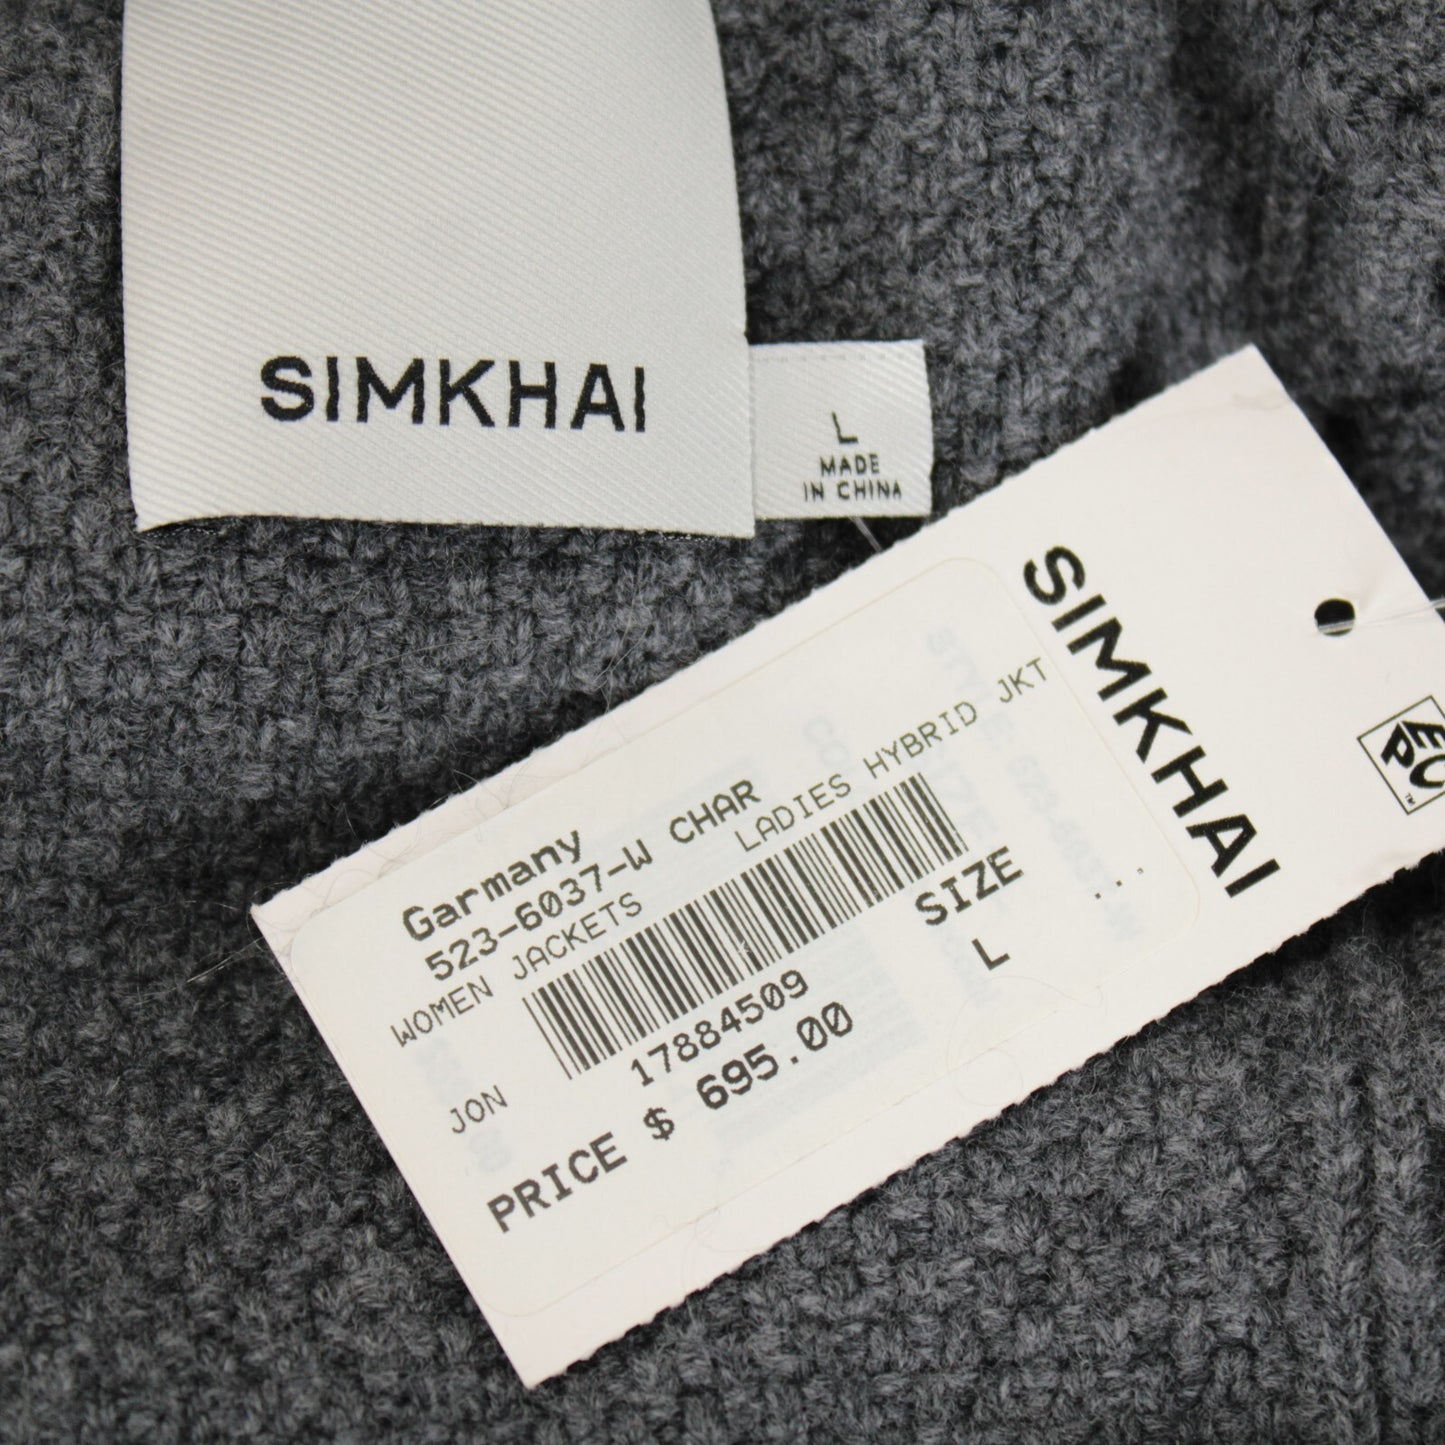 SIMKHAI
L
MADE
IN CHINA
SIMKHAI
Garmany
523-6037-W CHAR
WOMEN JACKETS
LADIES HYBRID JKT
SIZE
L
17884509
JON
PRICE $ 695.00